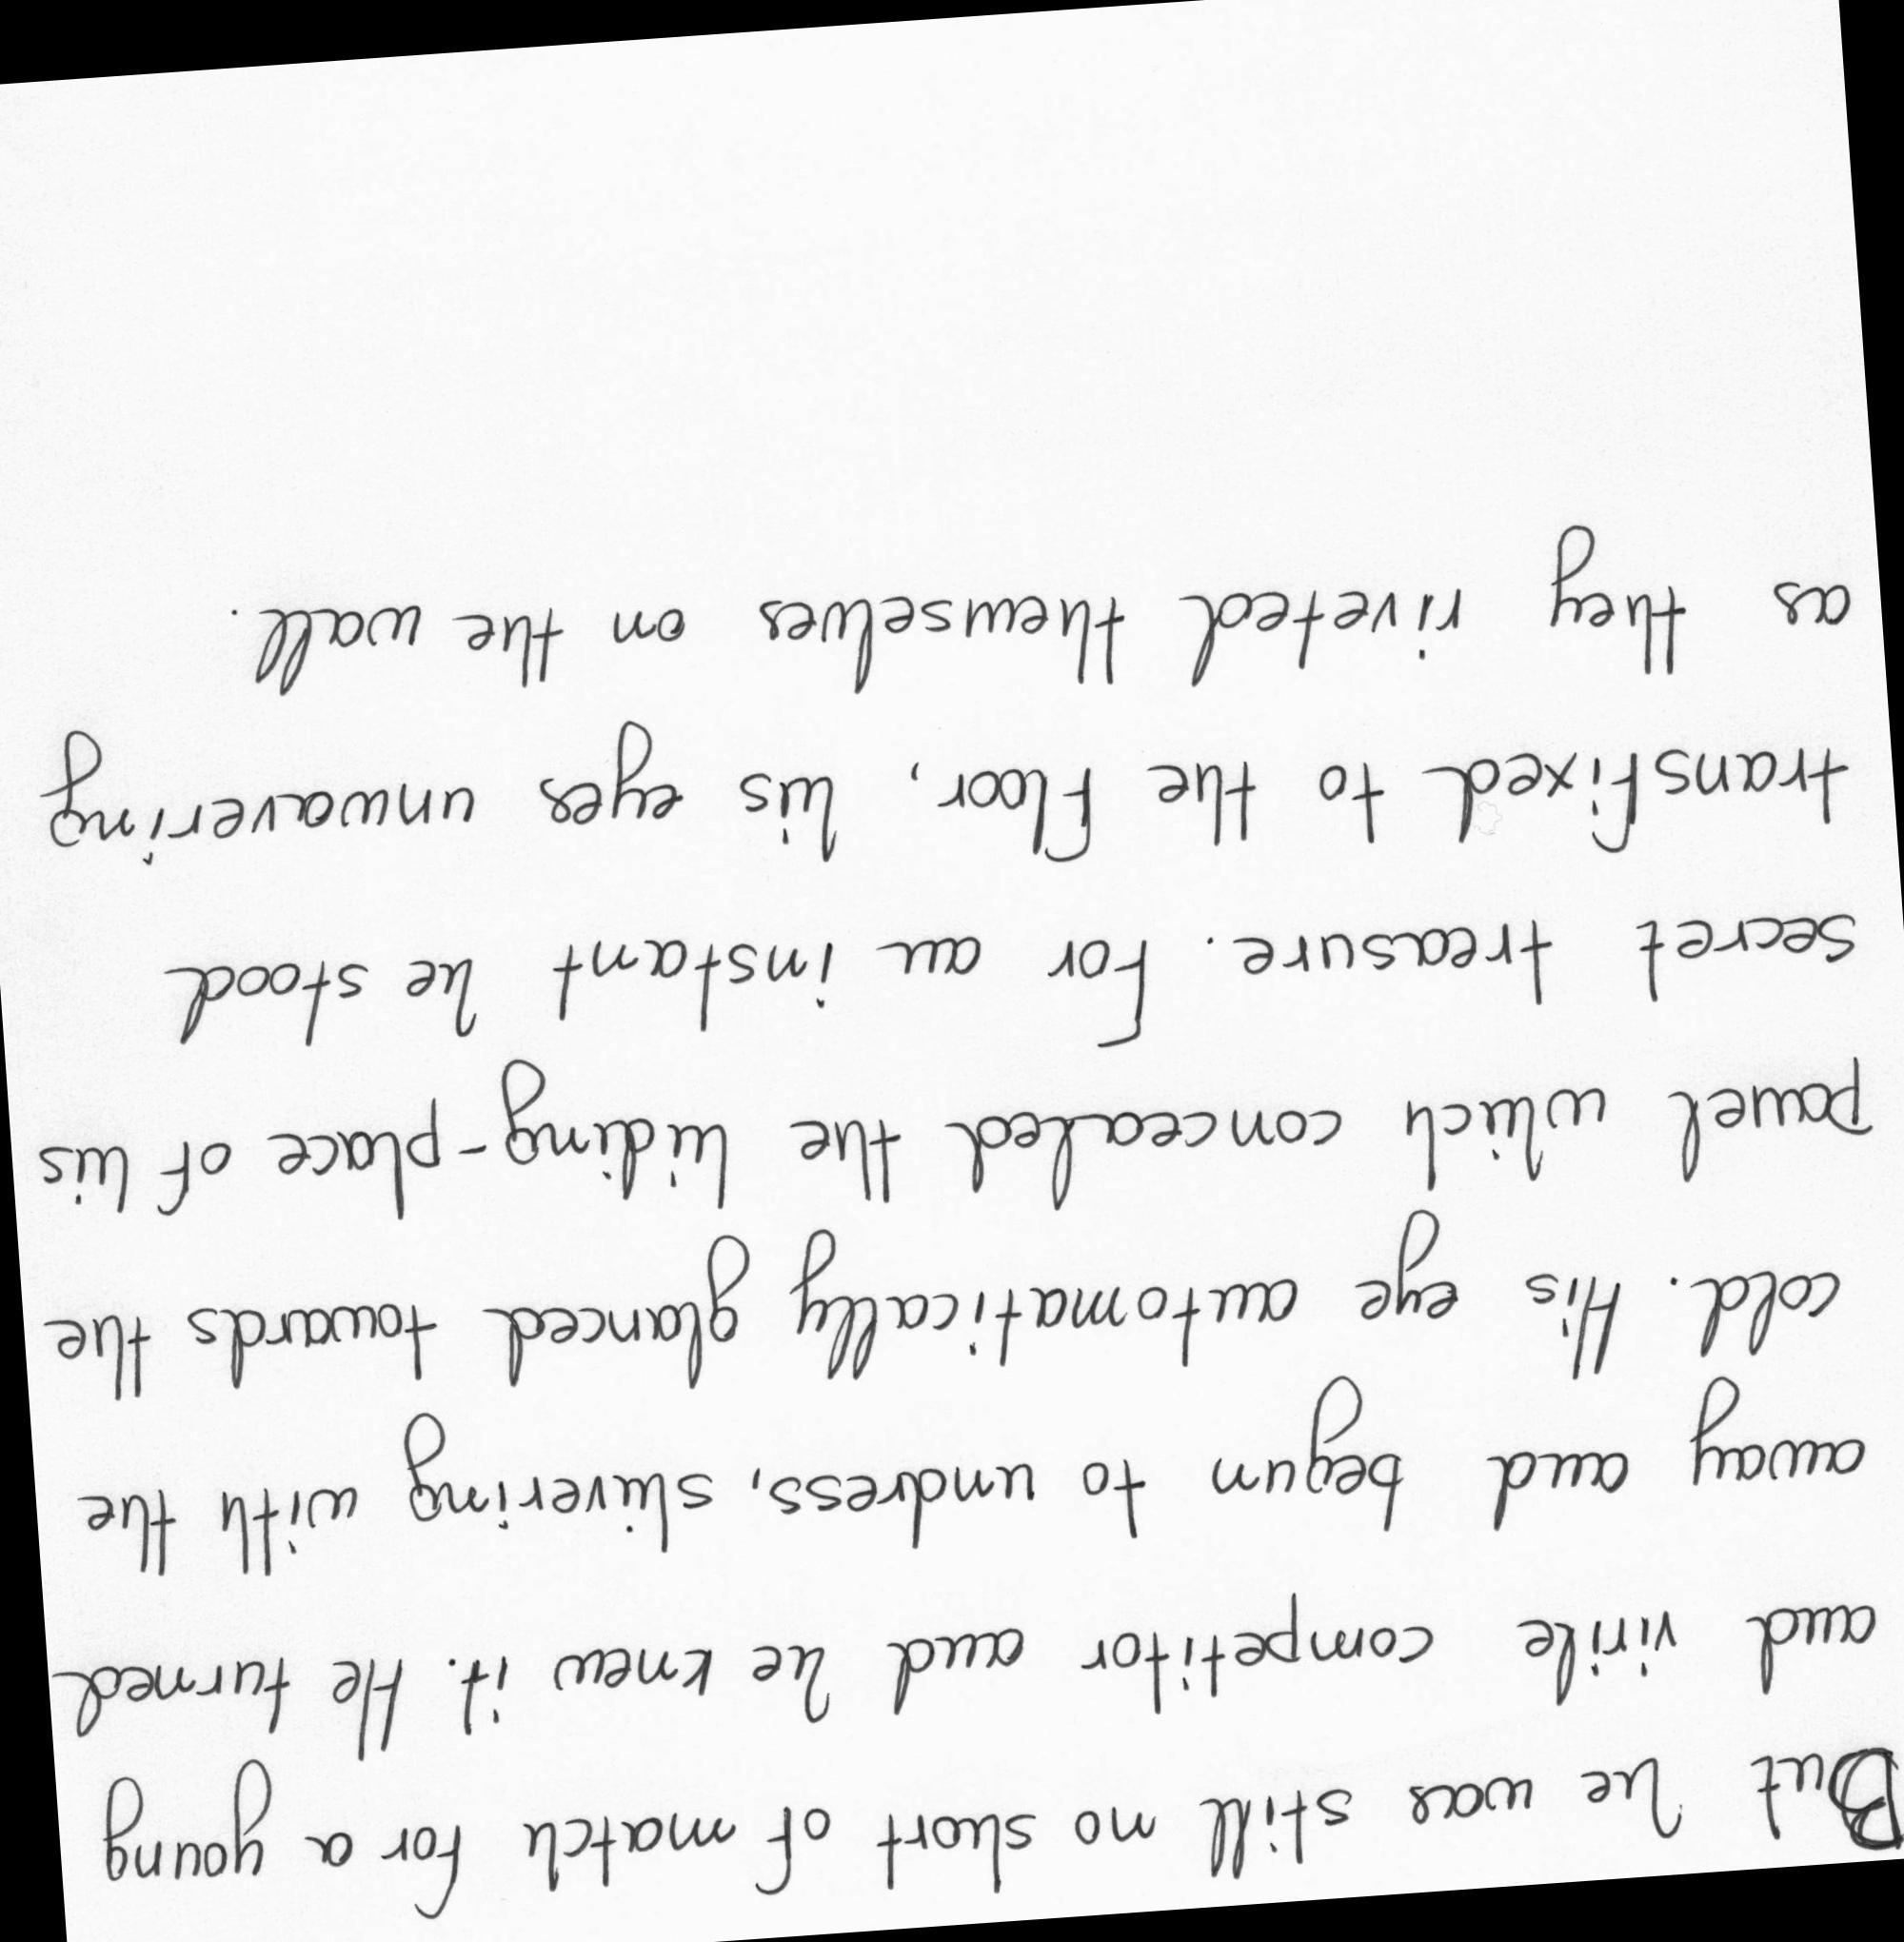 But he was still no short of match for a young
and virile competitor and he knew it. He turned
away and begun to undress, shivering with the
cold. His eye automatically glanced towards the
panel which concealed the hiding-place of his
secret treasure. For an instant he stood
transfixed to the floor, his eyes unwavering
as they riveted themselves on the wall.